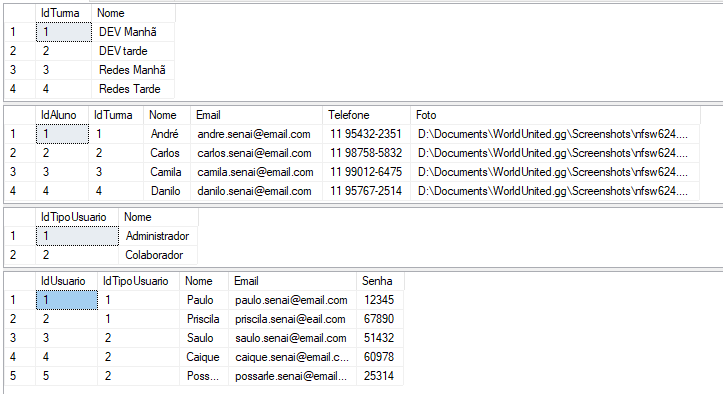 IdTurma Nome
1 1 DEV Manhã
2 2 DEV tarde
3 3 Redes Manhã
4 4 Redes Tarde
IdAluno IdTurma Nome Email Telefone Foto
1 1 1 André andre.senai@email.com 11 95432-2351 D:\Documents\WorldUnited.gg\Screenshots\nfsw624....
2 2 2 Carlos carlos.senai@email.com 11 98758-5832 D:\Documents\WorldUnited.gg\Screenshots\nfsw624....
3 3 3 Camila camila.senai@email.com 11 99012-6475 D:\Documents\WorldUnited.gg\Screenshots\nfsw624....
4 4 4 Danilo danilo.senai@email.com 11 95767-2514 D:\Documents\WorldUnited.gg\Screenshots\nfsw624....
IdTipoUsuario Nome
1 1 Administrador
2 2 Colaborador
IdUsuario IdTipoUsuario Nome Email Senha
1 1 1 Paulo paulo.senai@email.com 12345
2 2 1 Priscila priscila.senai@eail.com 67890
3 3 2 Saulo saulo.senai@email.com 51432
4 4 2 Caique caique.senai@email.c... 60978
5 5 2 Poss... possarle.senai@email.... 25314